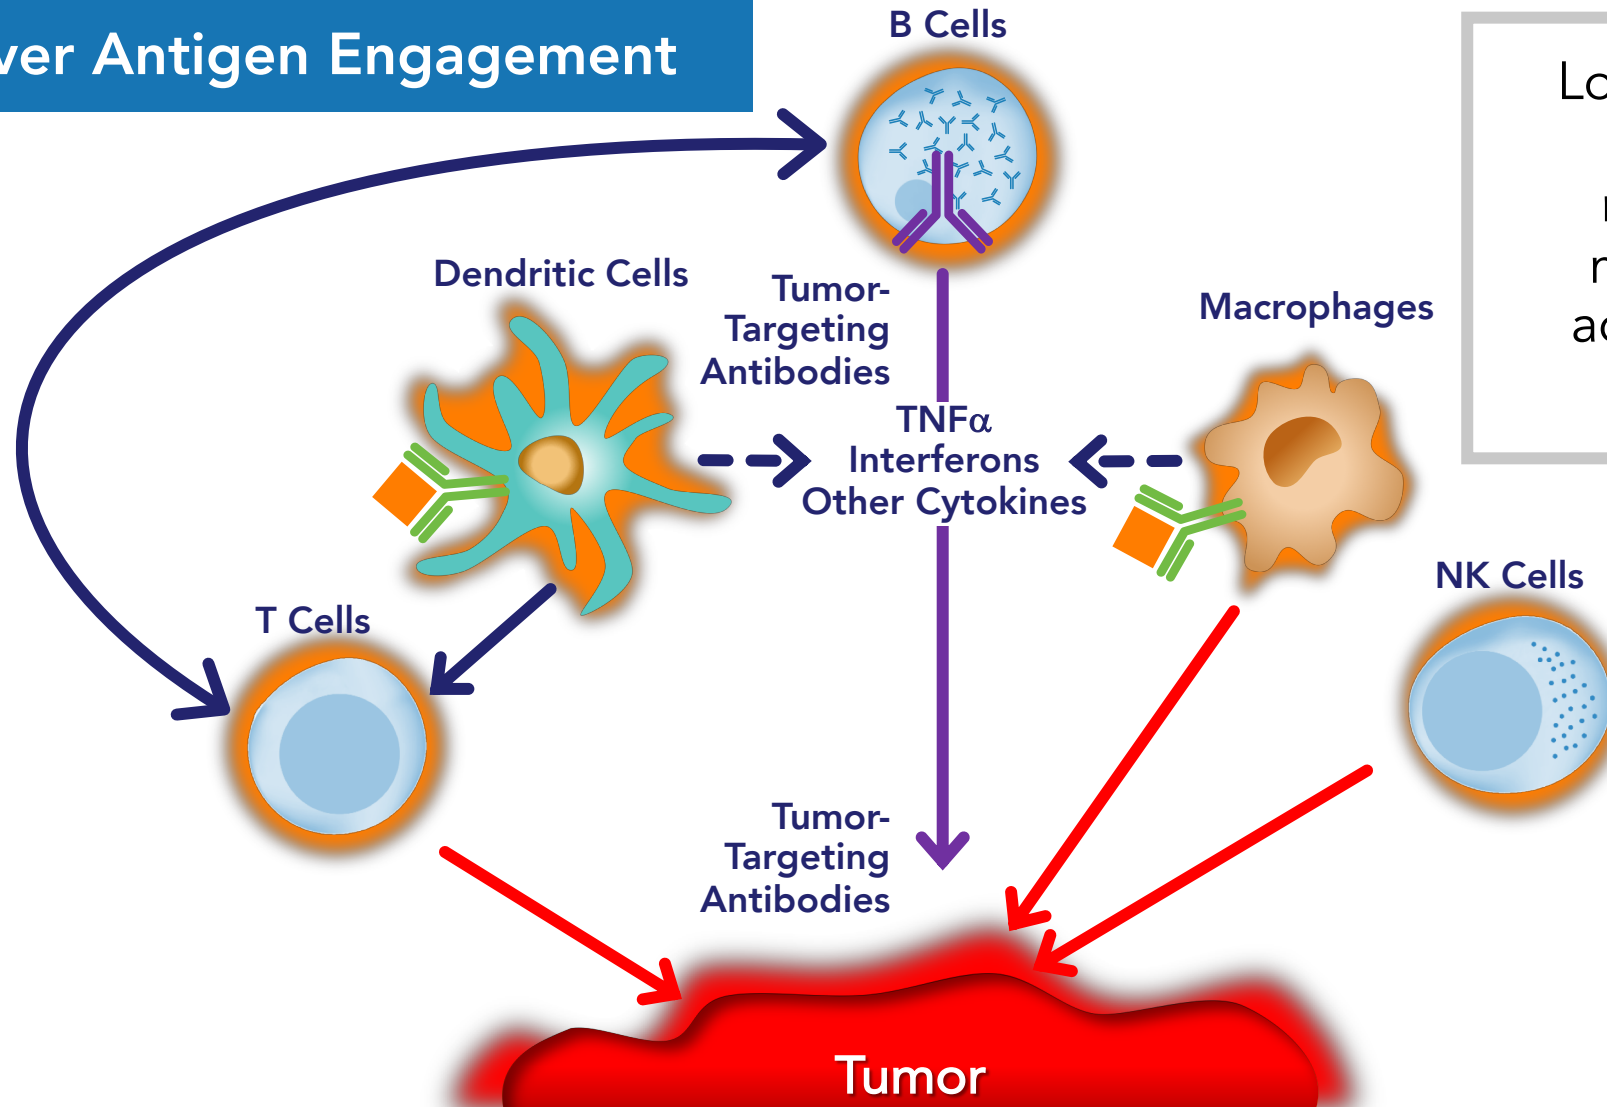 Antigen Engagement
B Cells
Dendritic Cells
Tumor-
Targeting
Antibodies
Macrophages
TNFα
Interferons
Other Cytokines
NK Cells
T Cells
Tumor-
Targeting
Antibodies
Tumor